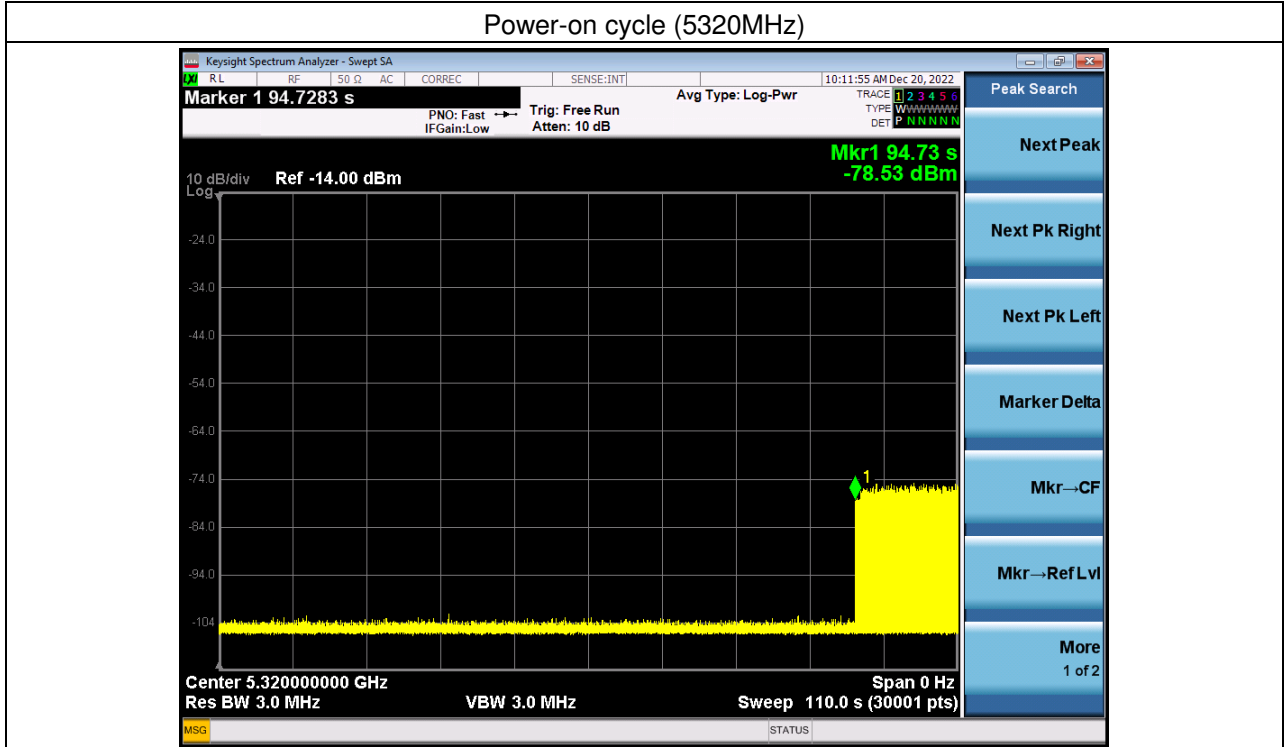 Power-on cycle (5320MHz)
Keysight Spectrum Analyzer - Swept SA
LXI RL RF 50 Ω AC CORREC SENSE:INT 10:11:55 AM Dec 20, 2022
Marker 1 94.7283 s
PNO: Fast
IFGain:Low
Trig: Free Run
Atten: 10 dB
Avg Type: Log-Pwr
TRACE 1 2 3 4 5 6
TYPE WWWWWWW
DET P N N N N N
Mkr1 94.73 s
-78.53 dBm
10 dB/div Ref -14.00 dBm
Log
-24.0
-34.0
-44.0
-54.0
-64.0
-74.0
-84.0
-94.0
-104
1
Center 5.320000000 GHz Span 0 Hz
Res BW 3.0 MHz VBW 3.0 MHz Sweep 110.0 s (30001 pts)
MSG STATUS
Peak Search
Next Peak
Next Pk Right
Next Pk Left
Marker Delta
Mkr→CF
Mkr→Ref Lvl
More
1 of 2